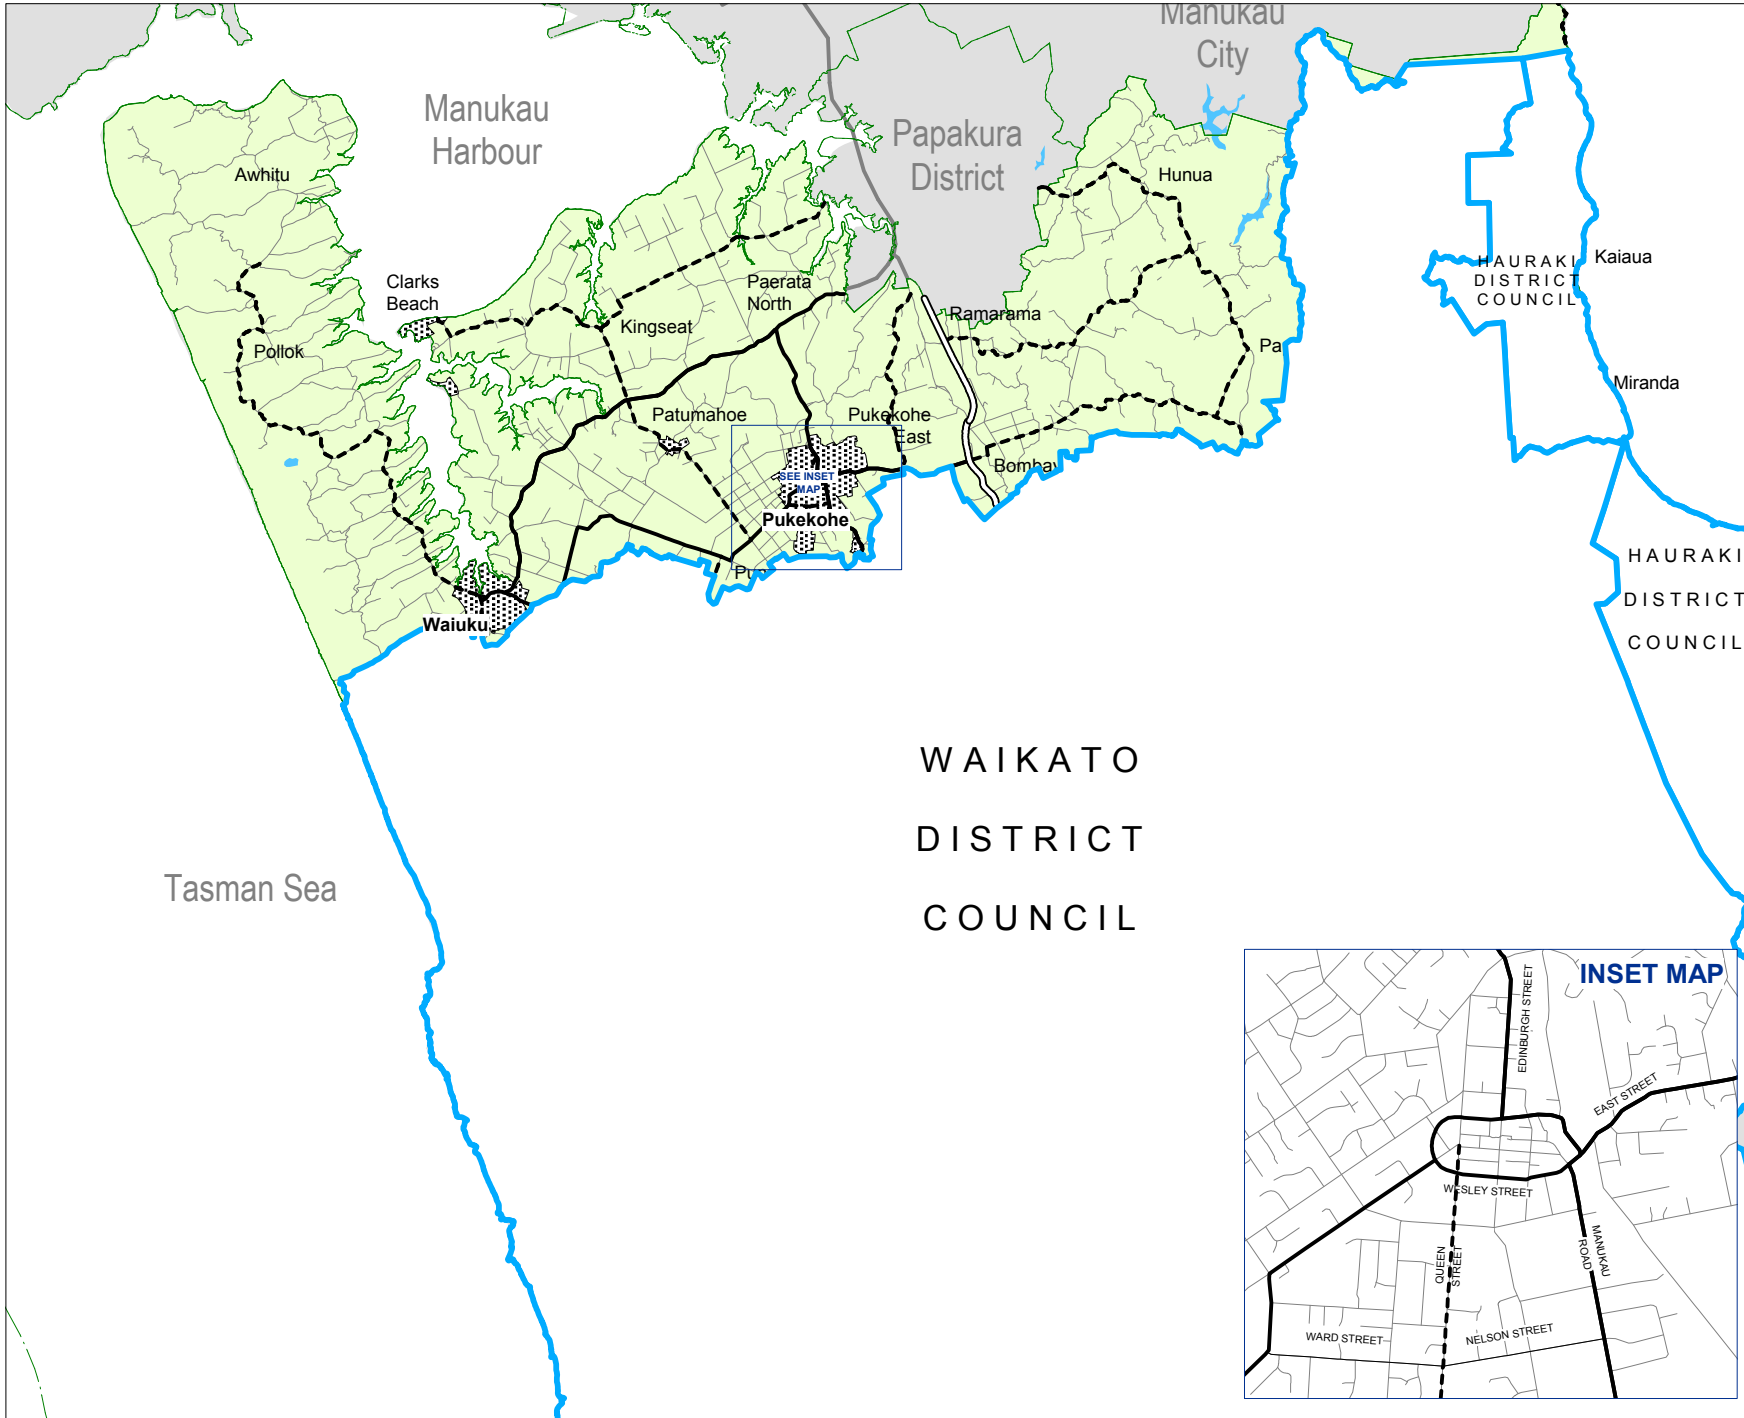 Manukau
City
Manukau
Harbour
Papakura
District
Awhitu
Hunua
HAURAKI
DISTRICT
COUNCIL
Kaiaua
Clarks
Beach
Paerata
North
Kingseat
Ramarama
Pollok
Pa
Miranda
Patumahoe
Pukekohe
East
Bombay
SEE INSET
MAP
Pukekohe
Waiuku
HAURAKI
DISTRICT
COUNCIL
WAIKATO
DISTRICT
COUNCIL
Tasman Sea
INSET MAP
EDINBURGH STREET
EAST STREET
WESLEY STREET
QUEEN
STREET
MANUKAU
ROAD
WARD STREET
NELSON STREET